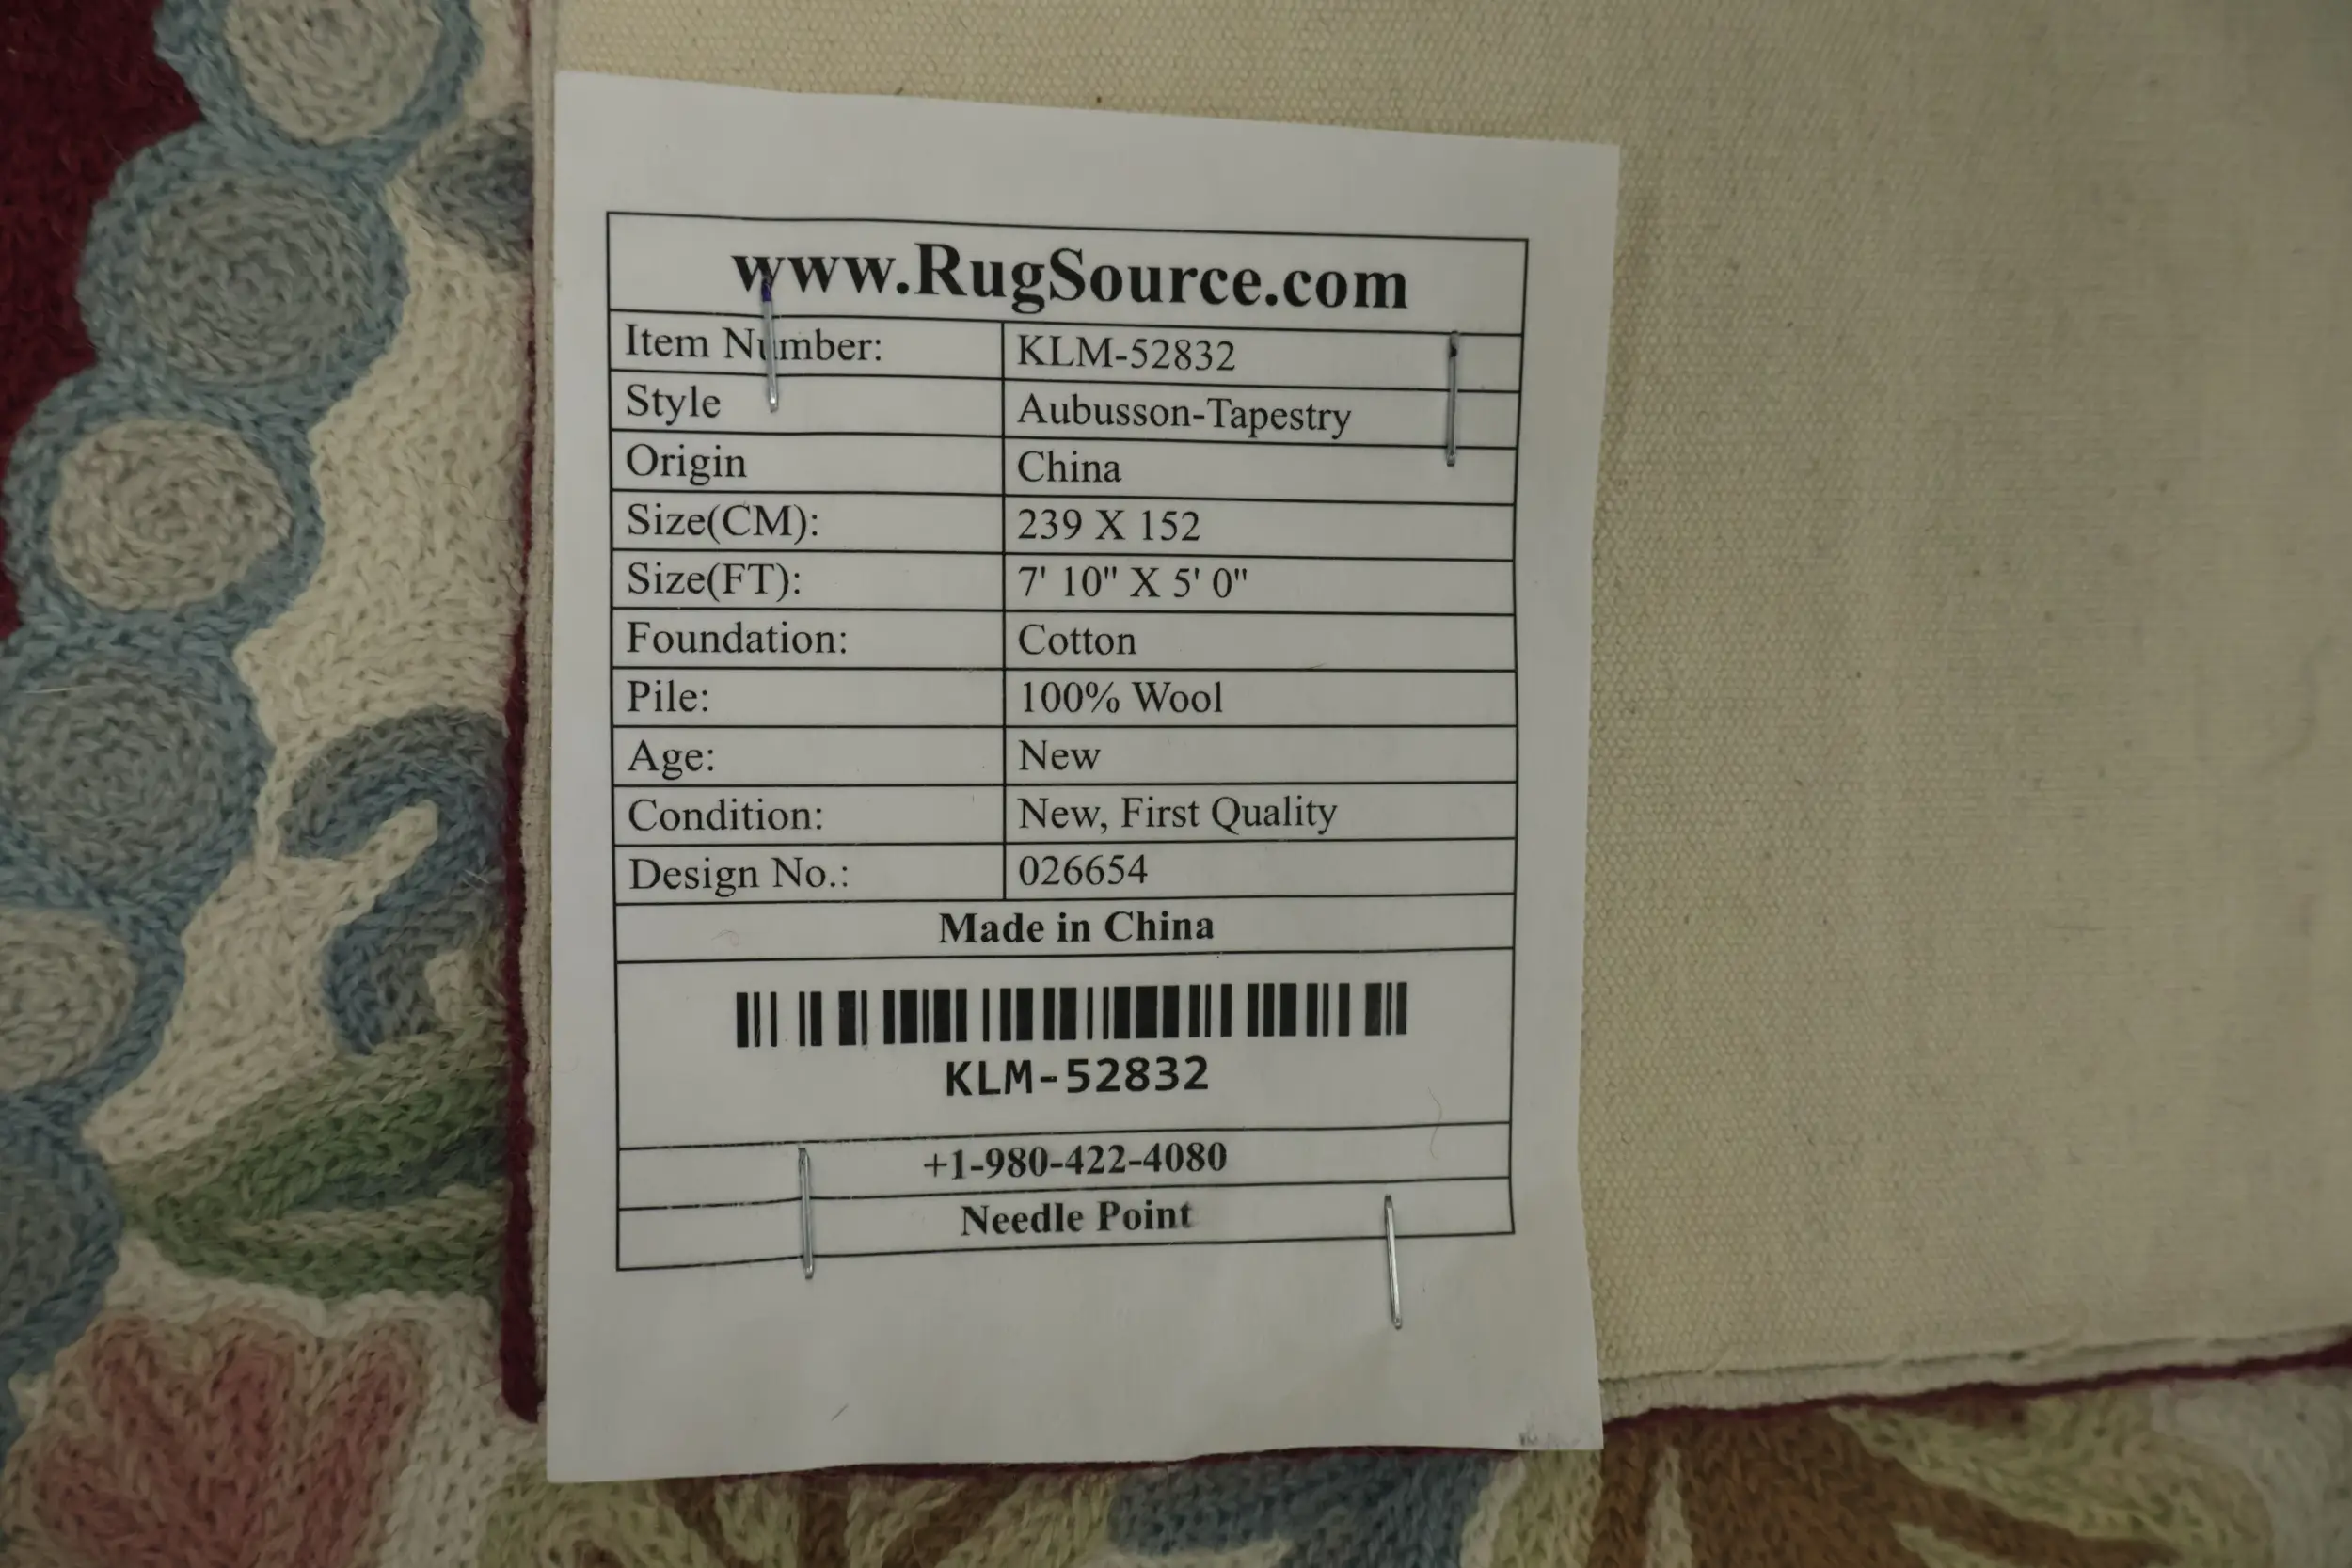 www.RugSource.com
Item Number: KLM-52832
Style Aubusson-Tapestry
Origin China
Size(CM): 239 X 152
Size(FT): 7' 10" X 5' 0"
Foundation: Cotton
Pile: 100% Wool
Age: New
Condition: New, First Quality
Design No.: 026654
Made in China
KLM-52832
+1-980-422-4080
Needle Point